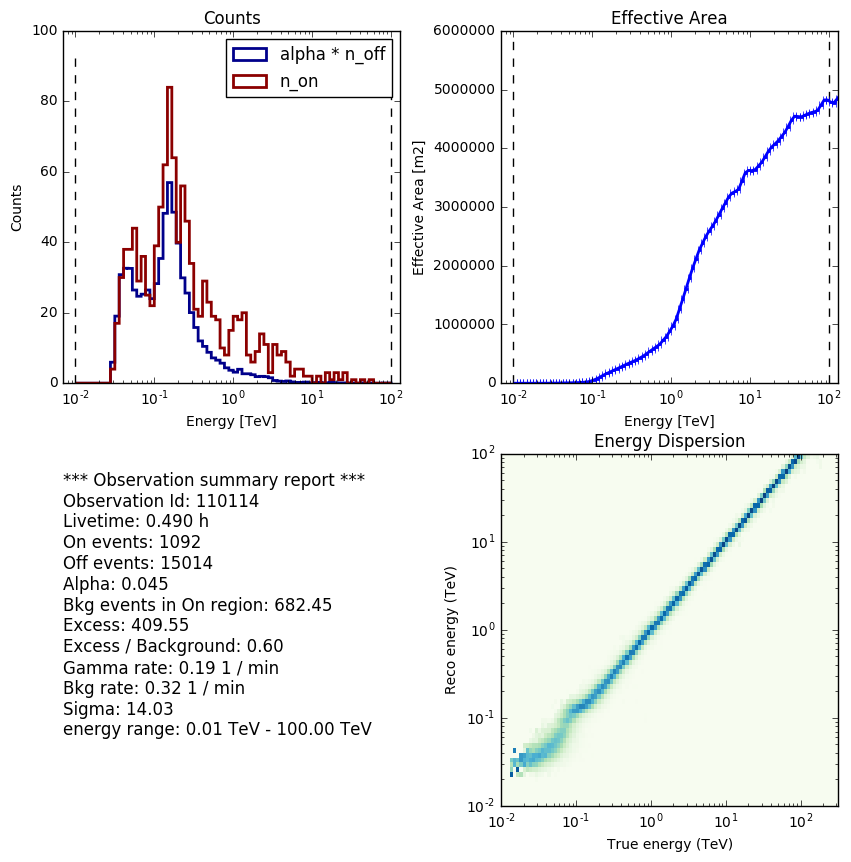 Counts
100
80
60
40
20
0
Counts
alpha * n_off
n_on
10^-2
10^-1
10^0
10^1
10^2
Energy [TeV]
Effective Area
6000000
5000000
4000000
3000000
2000000
1000000
0
Effective Area [m2]
10^-2
10^-1
10^0
10^1
10^2
Energy [TeV]
*** Observation summary report ***
Observation Id: 110114
Livetime: 0.490 h
On events: 1092
Off events: 15014
Alpha: 0.045
Bkg events in On region: 682.45
Excess: 409.55
Excess / Background: 0.60
Gamma rate: 0.19 1 / min
Bkg rate: 0.32 1 / min
Sigma: 14.03
energy range: 0.01 TeV - 100.00 TeV
Energy Dispersion
10^2
10^1
10^0
10^-1
10^-2
Reco energy (TeV)
10^-2
10^-1
10^0
10^1
10^2
True energy (TeV)